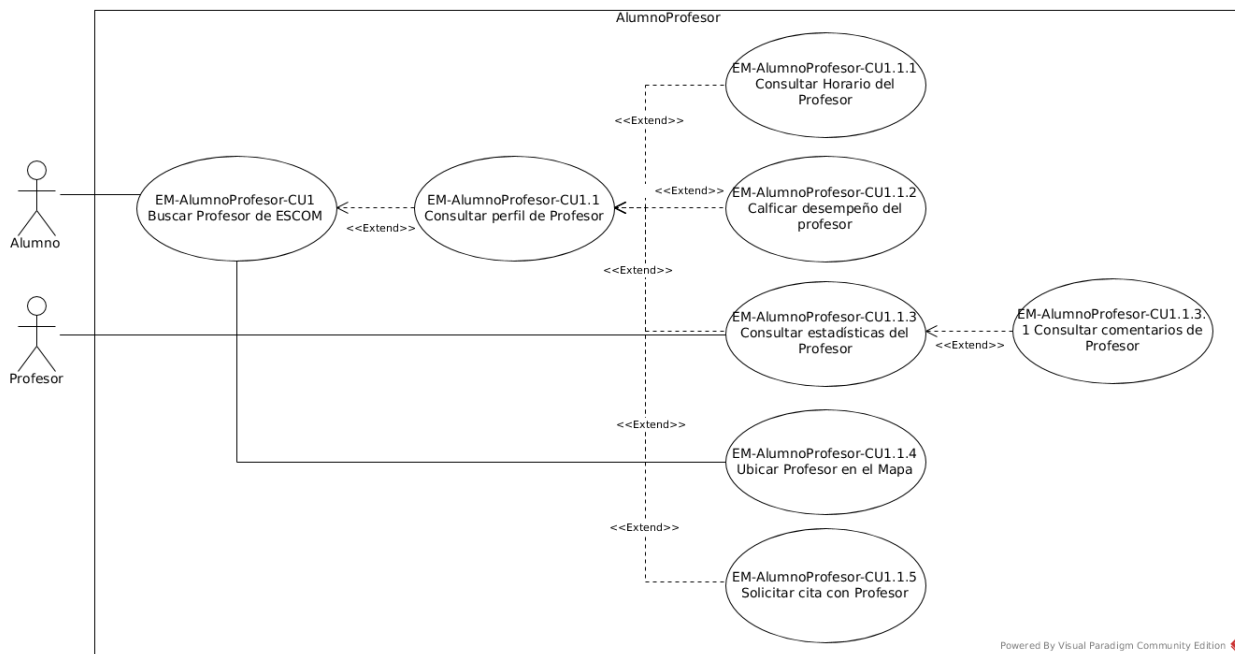 AlumnoProfesor
EM-AlumnoProfesor-CU1.1.1
Consultar Horario del
Profesor
<<Extend>>
Alumno
EM-AlumnoProfesor-CU1
Buscar Profesor de ESCOM
<<Extend>>
EM-AlumnoProfesor-CU1.1
Consultar perfil de Profesor
<<Extend>>
EM-AlumnoProfesor-CU1.1.2
Calficar desempeño del
profesor
<<Extend>>
Profesor
EM-AlumnoProfesor-CU1.1.3
Consultar estadísticas del
Profesor
<<Extend>>
EM-AlumnoProfesor-CU1.1.3.
1 Consultar comentarios de
Profesor
<<Extend>>
EM-AlumnoProfesor-CU1.1.4
Ubicar Profesor en el Mapa
<<Extend>>
EM-AlumnoProfesor-CU1.1.5
Solicitar cita con Profesor
Powered By Visual Paradigm Community Edition